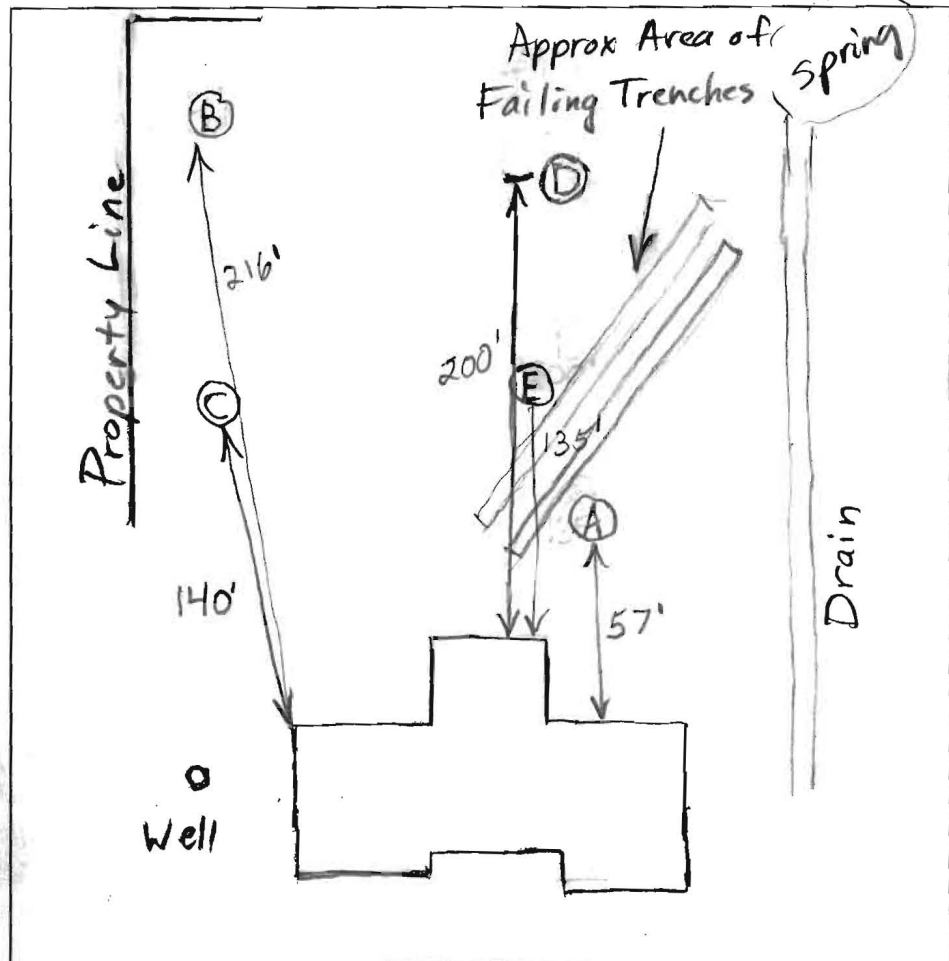 Approx Area of
Failing Trenches
Spring
B
D
Property Line
216'
200'
E
C
135'
A
140'
57'
Drain
Well